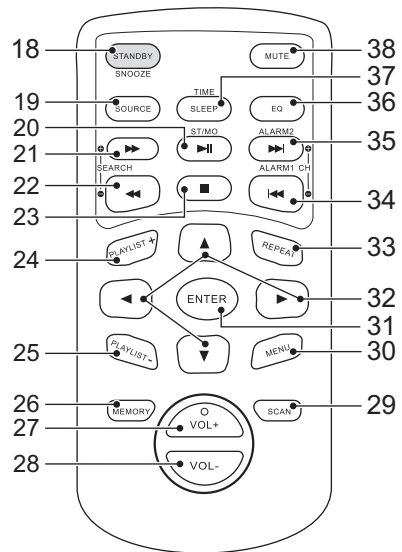 18 STANDBY MUTE 38
SNOOZE TIME 37
19 SOURCE SLEEP EQ 36
20 ST/MO ALARM2 35
21
SEARCH ALARM1 CH
22
23 34
24 PLAYLIST + REPEAT 33
32
ENTER 31
25 PLAYLIST - MENU 30
26 MEMORY SCAN 29
27 VOL+
28 VOL-